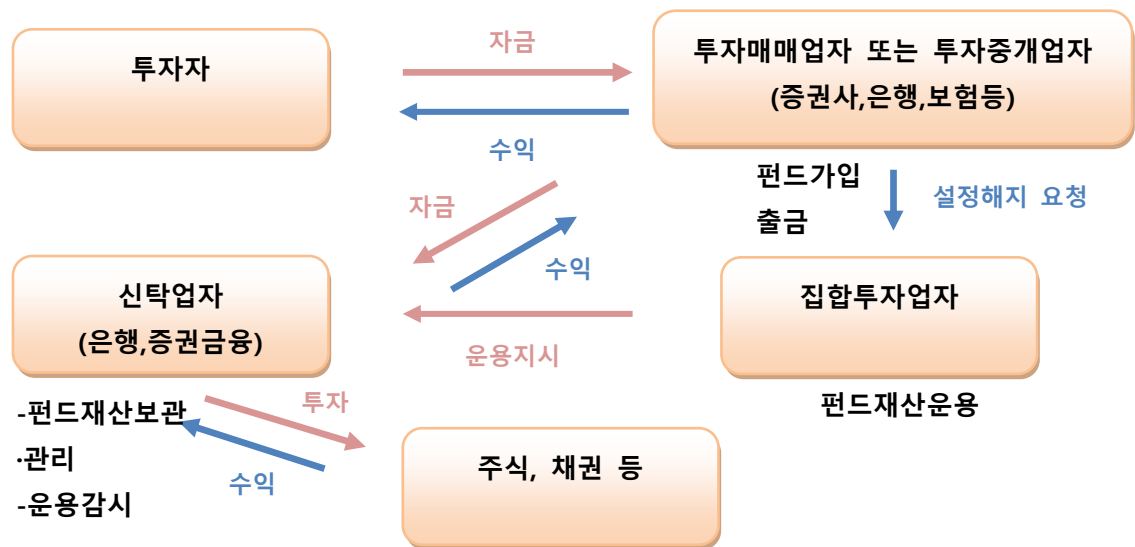 투자자
자금
수익
투자매매업자 또는 투자중개업자
(증권사,은행,보험등)
펀드가입
출금
설정해지 요청
자금
수익
신탁업자
(은행,증권금융)
운용지시
집합투자업자
펀드재산운용
-펀드재산보관
·관리
-운용감시
투자
수익
주식, 채권 등